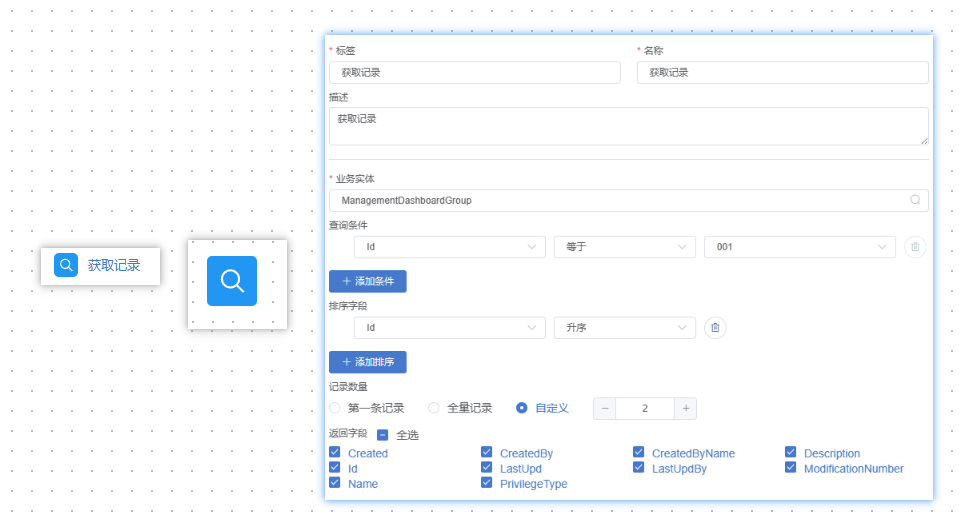 * 标签 * 名称
获取记录 获取记录
描述
获取记录
* 业务实体
ManagementDashboardGroup
查询条件
Id 等于 001
获取记录
+ 添加条件
排序字段
Id 升序
+ 添加排序
记录数量
第一条记录 全量记录 自定义 − 2 +
返回字段 全选
Created CreatedBy CreatedByName Description
Id LastUpd LastUpdBy ModificationNumber
Name PrivilegeType